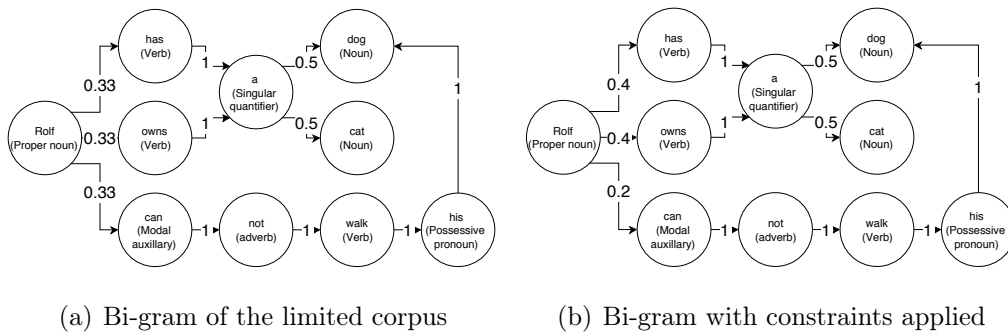 has
(Verb)
dog
(Noun)
1
0.5
a
(Singular
quantifier)
0.33
1
Rolf
(Proper noun)
0.33
owns
(Verb)
1
0.5
cat
(Noun)
0.33
can
(Modal
auxillary)
1
not
(adverb)
1
walk
(Verb)
1
his
(Possessive
pronoun)
(a) Bi-gram of the limited corpus
has
(Verb)
dog
(Noun)
1
0.5
a
(Singular
quantifier)
0.4
1
Rolf
(Proper noun)
0.4
owns
(Verb)
1
0.5
cat
(Noun)
0.2
can
(Modal
auxillary)
1
not
(adverb)
1
walk
(Verb)
1
his
(Possessive
pronoun)
(b) Bi-gram with constraints applied